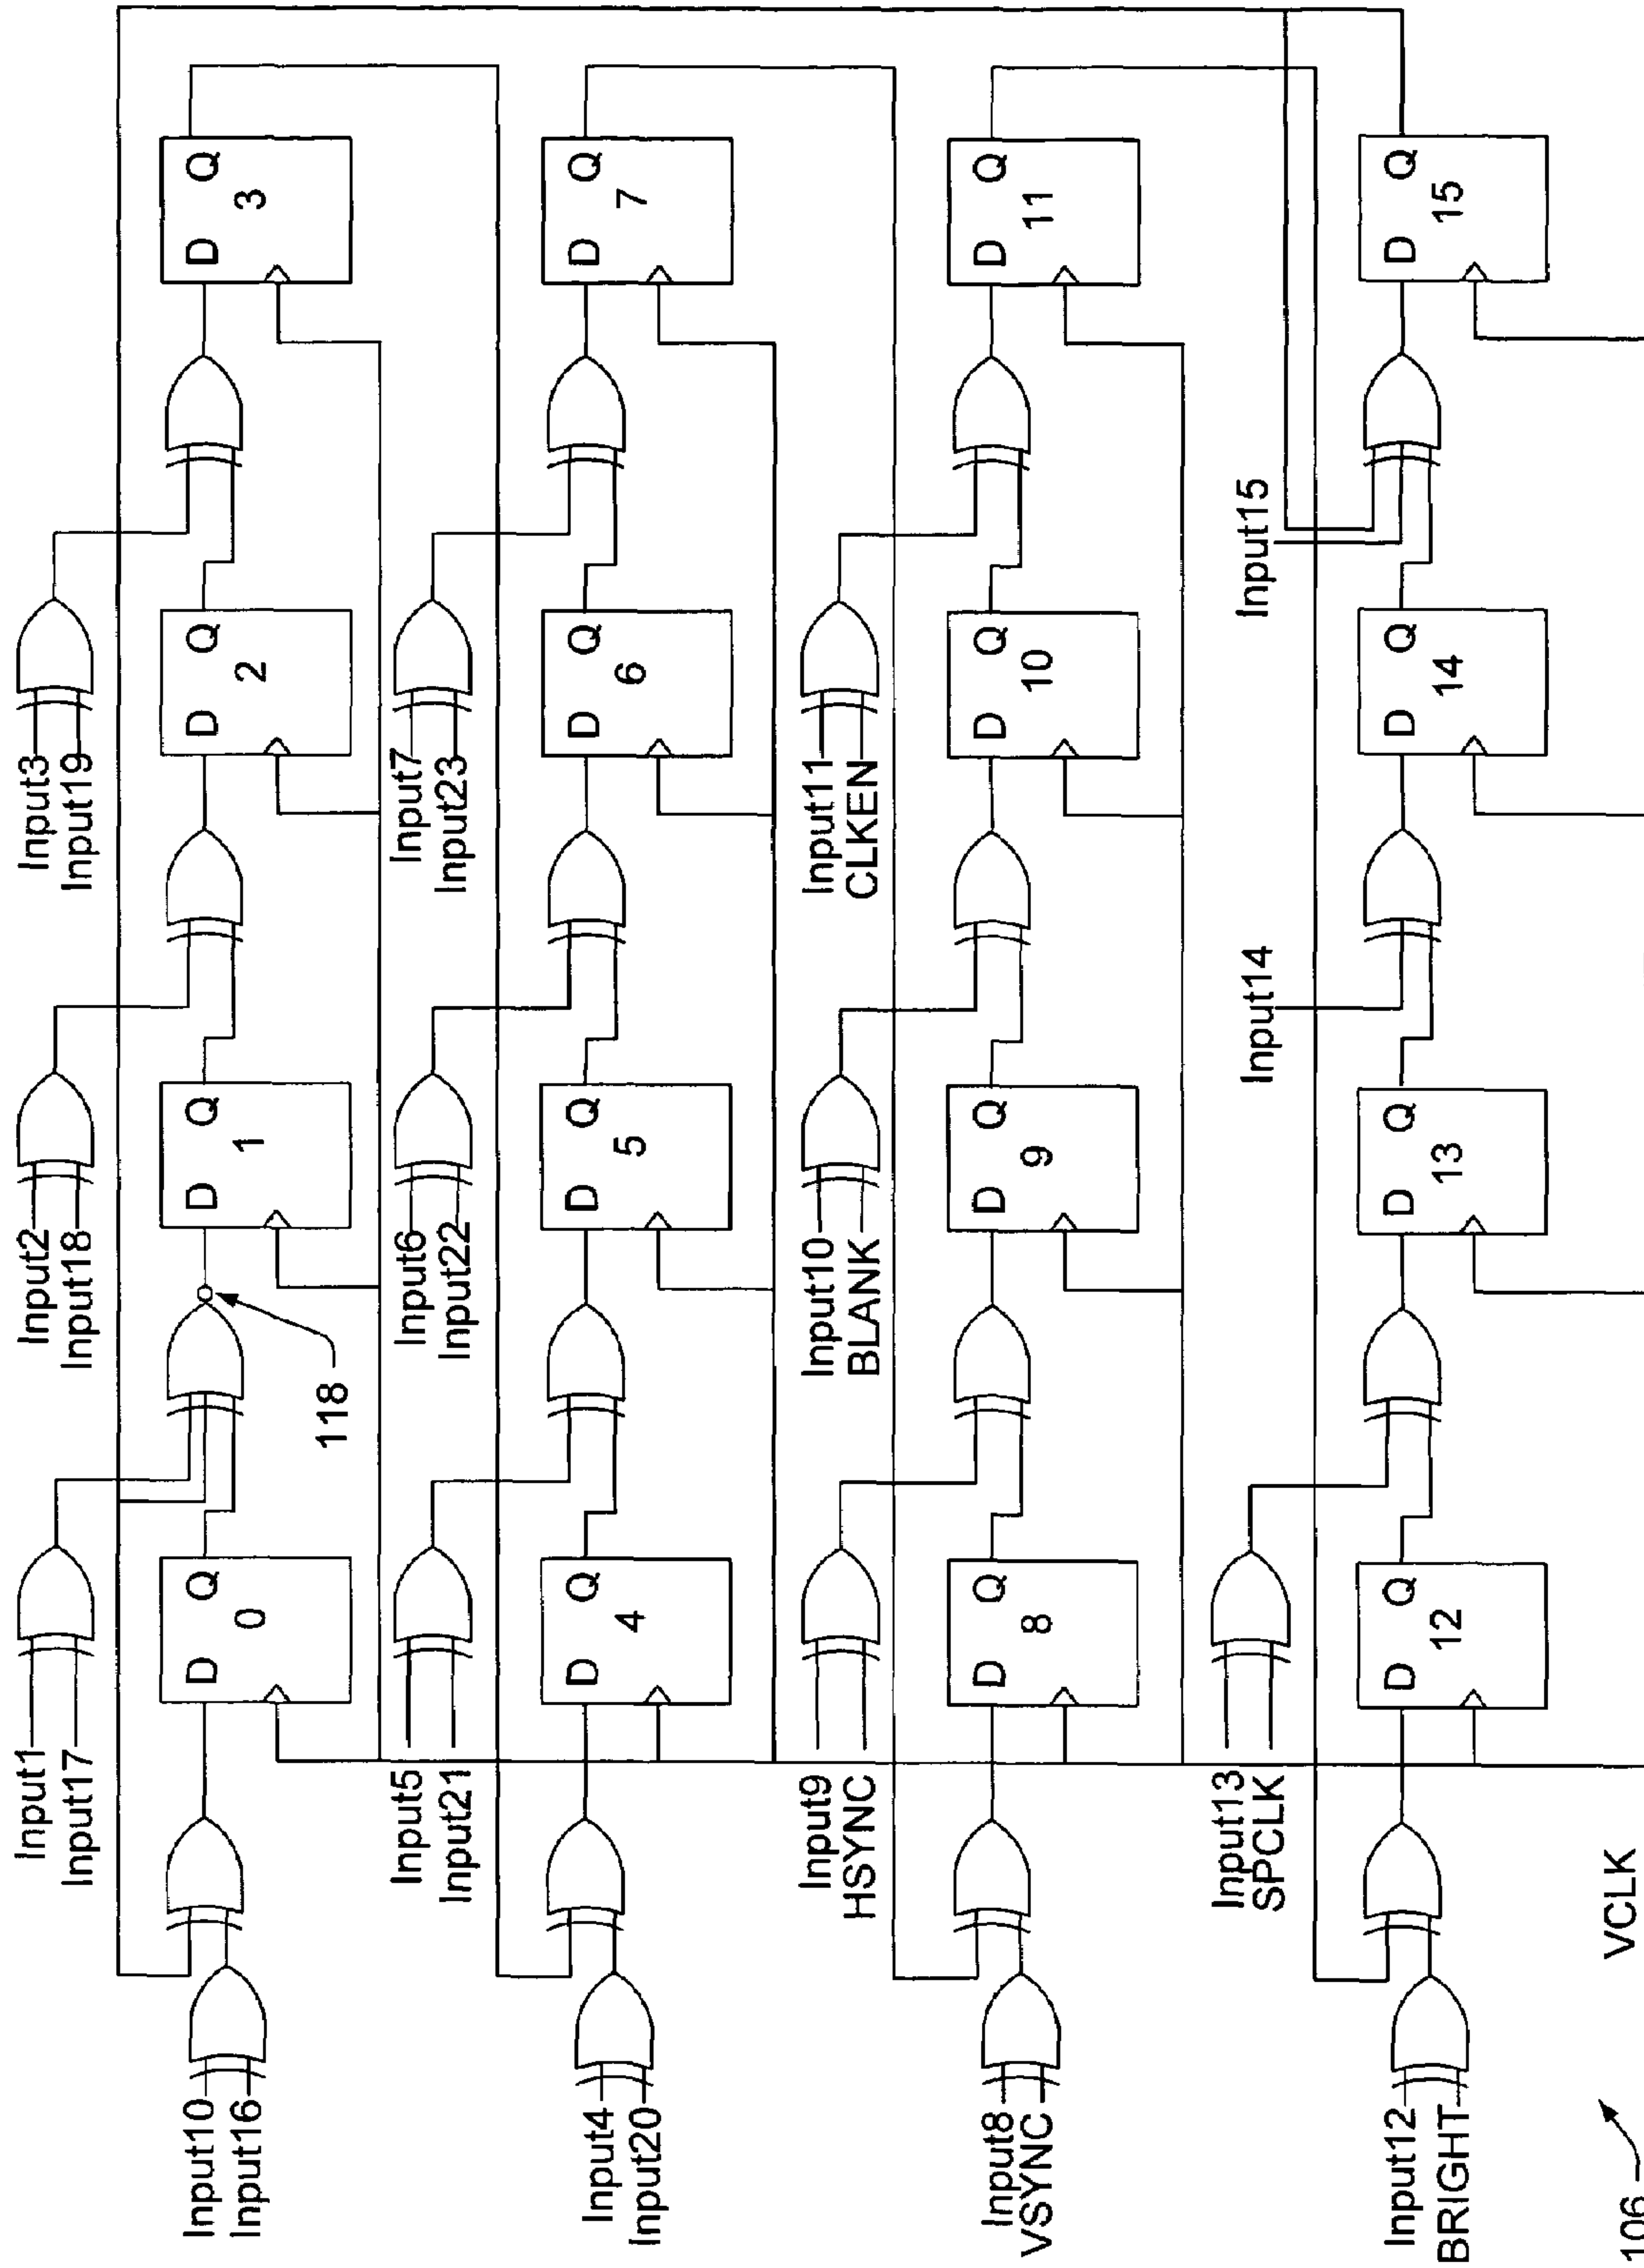 Input10
Input16
D Q
0
Input1
Input17
118
D Q
1
Input2
Input18
D Q
2
Input3
Input19
D Q
3
Input4
Input20
D Q
4
Input5
Input21
D Q
5
Input6
Input22
D Q
6
Input7
Input23
D Q
7
Input8
VSYNC
D Q
8
Input9
HSYNC
D Q
9
Input10
BLANK
D Q
10
Input11
CLKEN
D Q
11
Input12
BRIGHT
D Q
12
Input13
SPCLK
D Q
13
Input14
D Q
14
Input15
D Q
15
VCLK
106